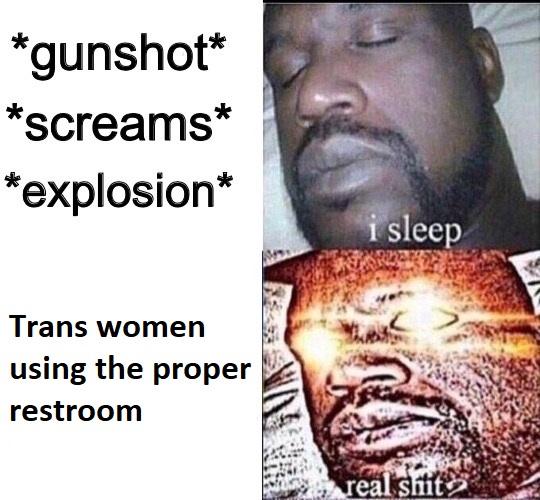 *gunshot*
*screams*
*explosion*
i sleep
Trans women
using the proper
restroom
real shit?